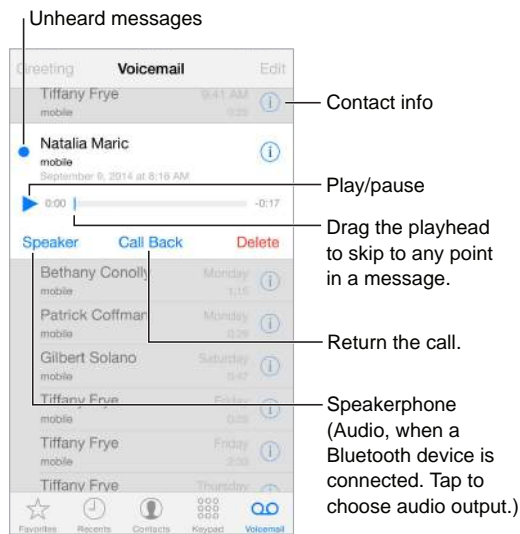 Unheard messages
Greeting Voicemail Edit
Tiffany Frye 9:41 AM
mobile 0:28
Contact info
Natalia Maric
mobile
September 9, 2014 at 8:16 AM
Play/pause
0:00 -0:17
Drag the playhead
to skip to any point
in a message.
Speaker Call Back Delete
Bethany Conolly Monday
mobile 1:15
Patrick Coffman Monday
mobile 0:28
Return the call.
Gilbert Solano Saturday
mobile 0:47
Tiffany Frye Friday
mobile
Speakerphone
(Audio, when a
Bluetooth device is
connected. Tap to
choose audio output.)
Tiffany Frye Friday
mobile
Tiffany Frye Thursday
Favorites Recents Contacts Keypad Voicemail